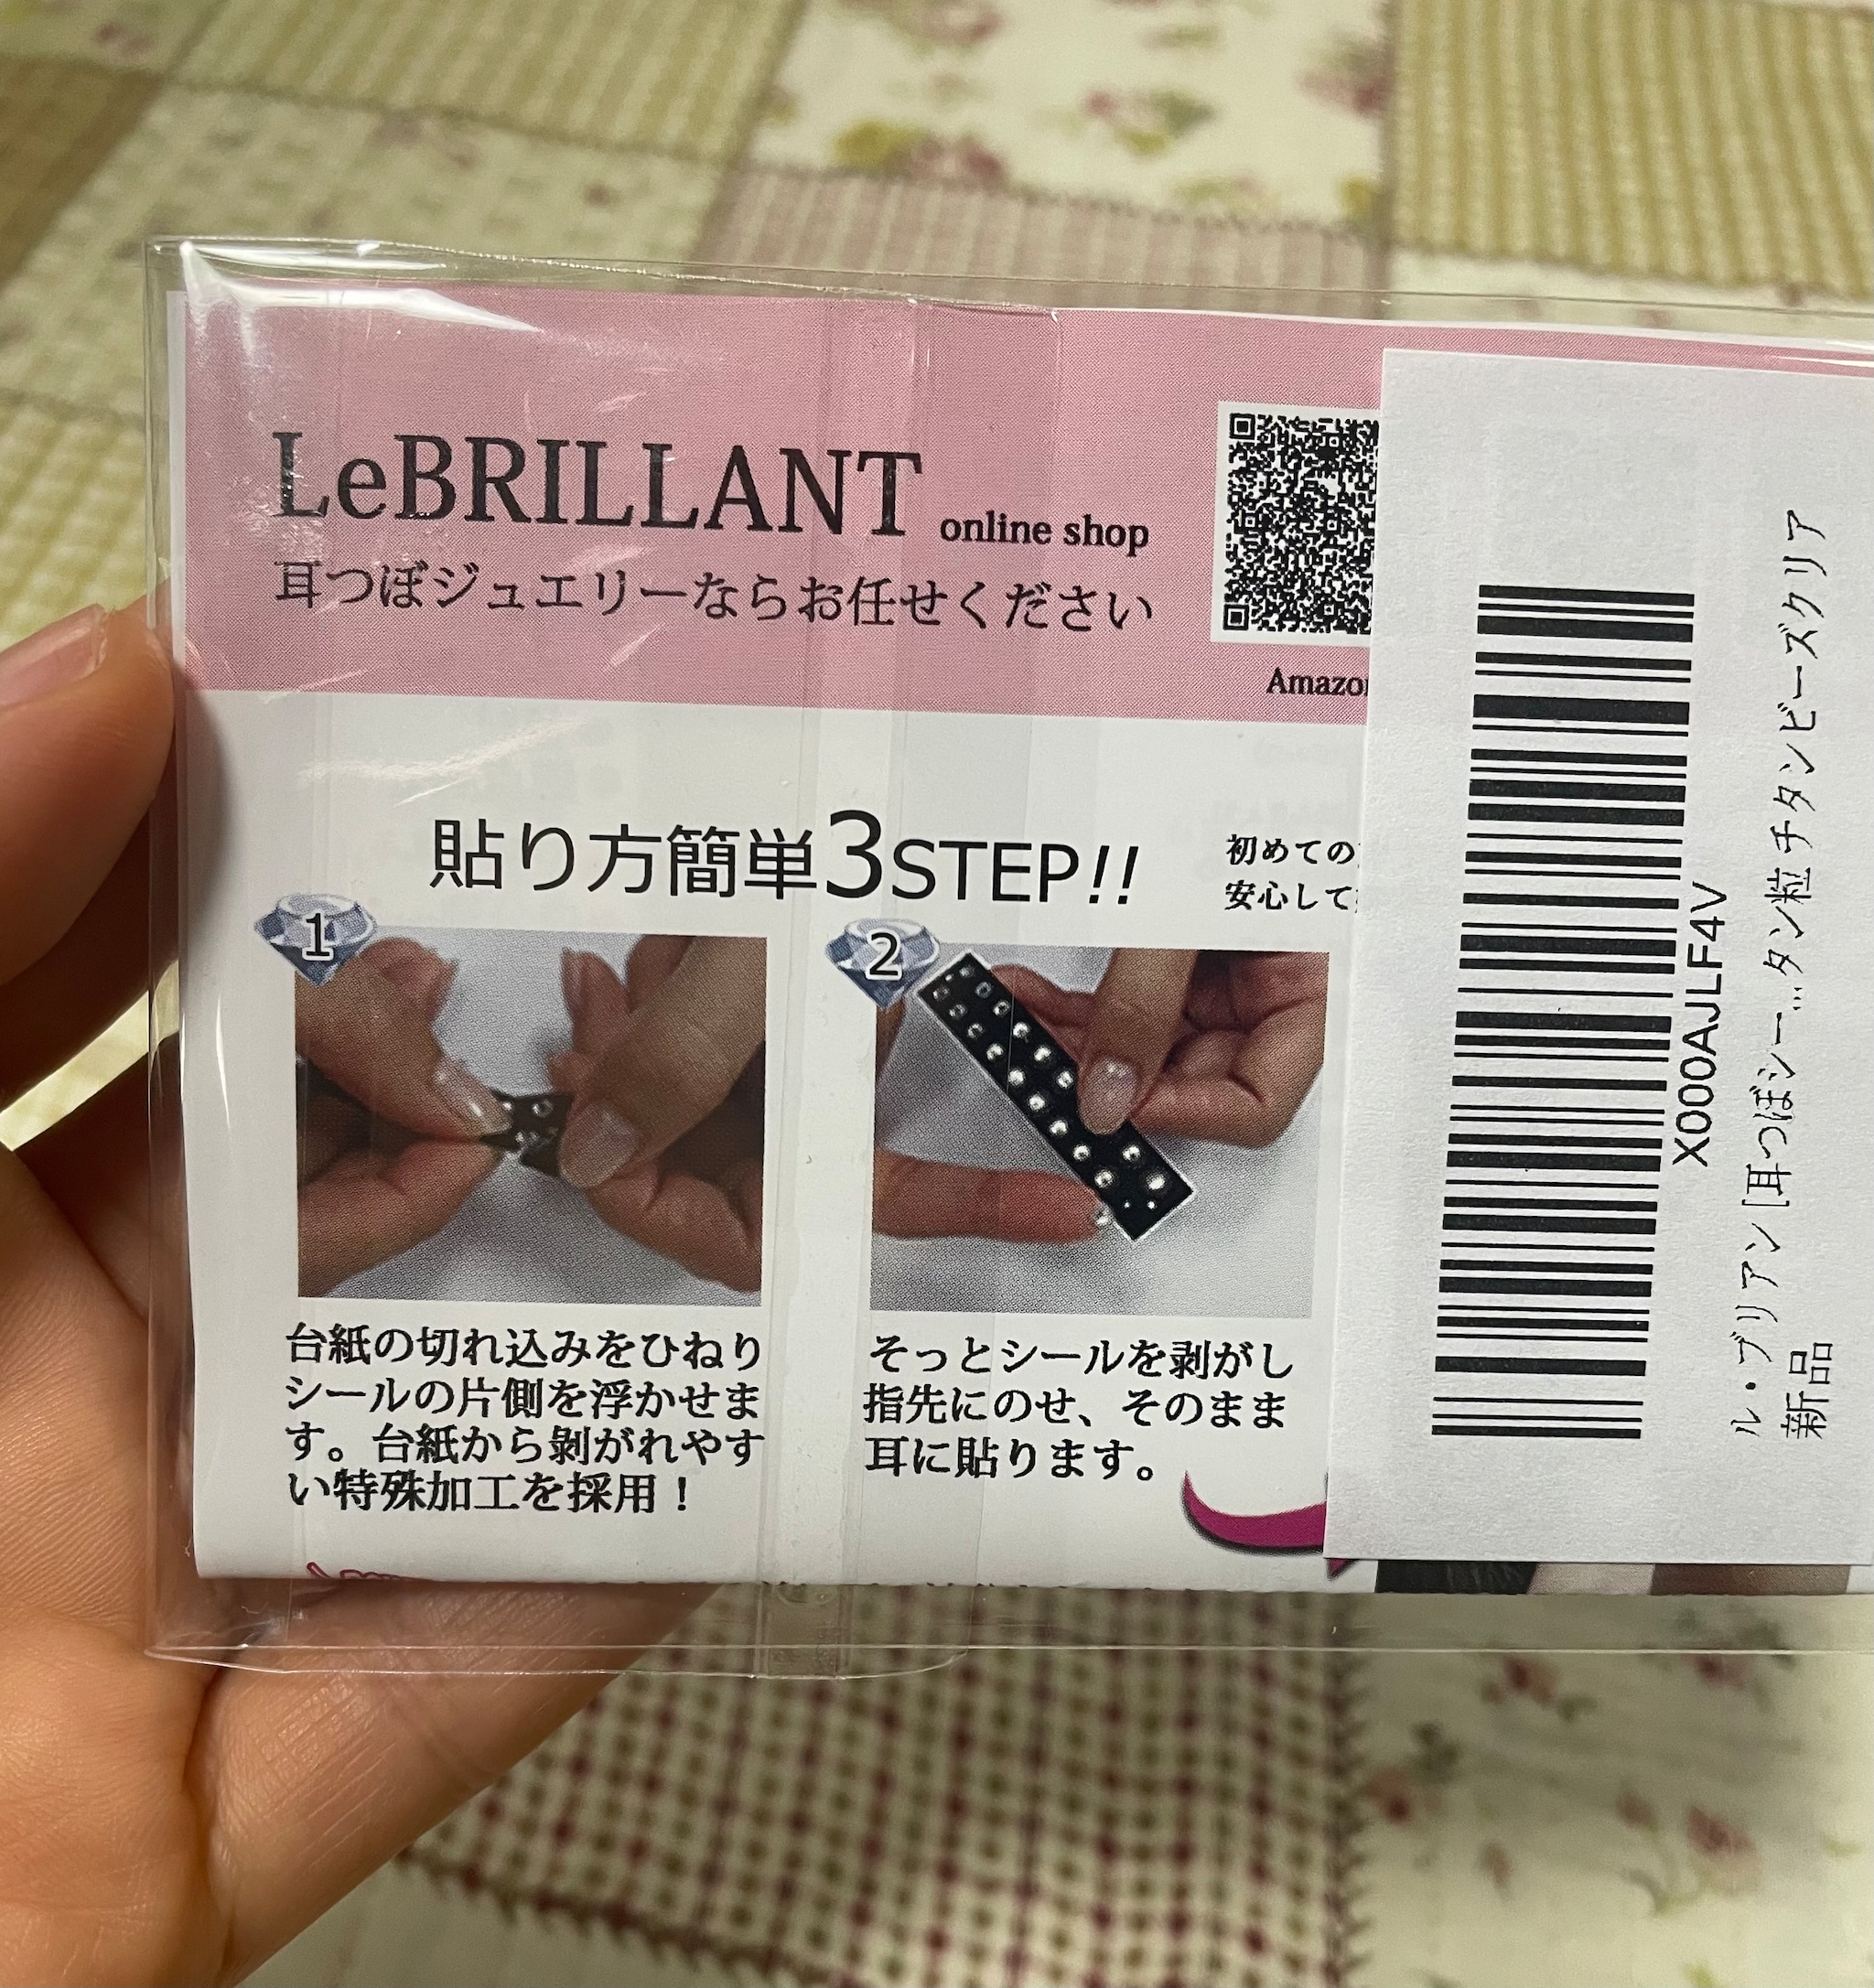 LeBRILLANT online shop
耳つぼジュエリーならお任せください
Amazo
貼り方簡単3STEP!!
初めての
安心して
1
2
台紙の切れ込みをひねり
シールの片側を浮かせま
す。台紙から剝がれやす
い特殊加工を採用！
そっとシールを剥がし
指先にのせ、そのまま
耳に貼ります。
X000AJLF4V
ル・ブリアン [耳つぼシー...タン粒 チタンビーズクリア
新品